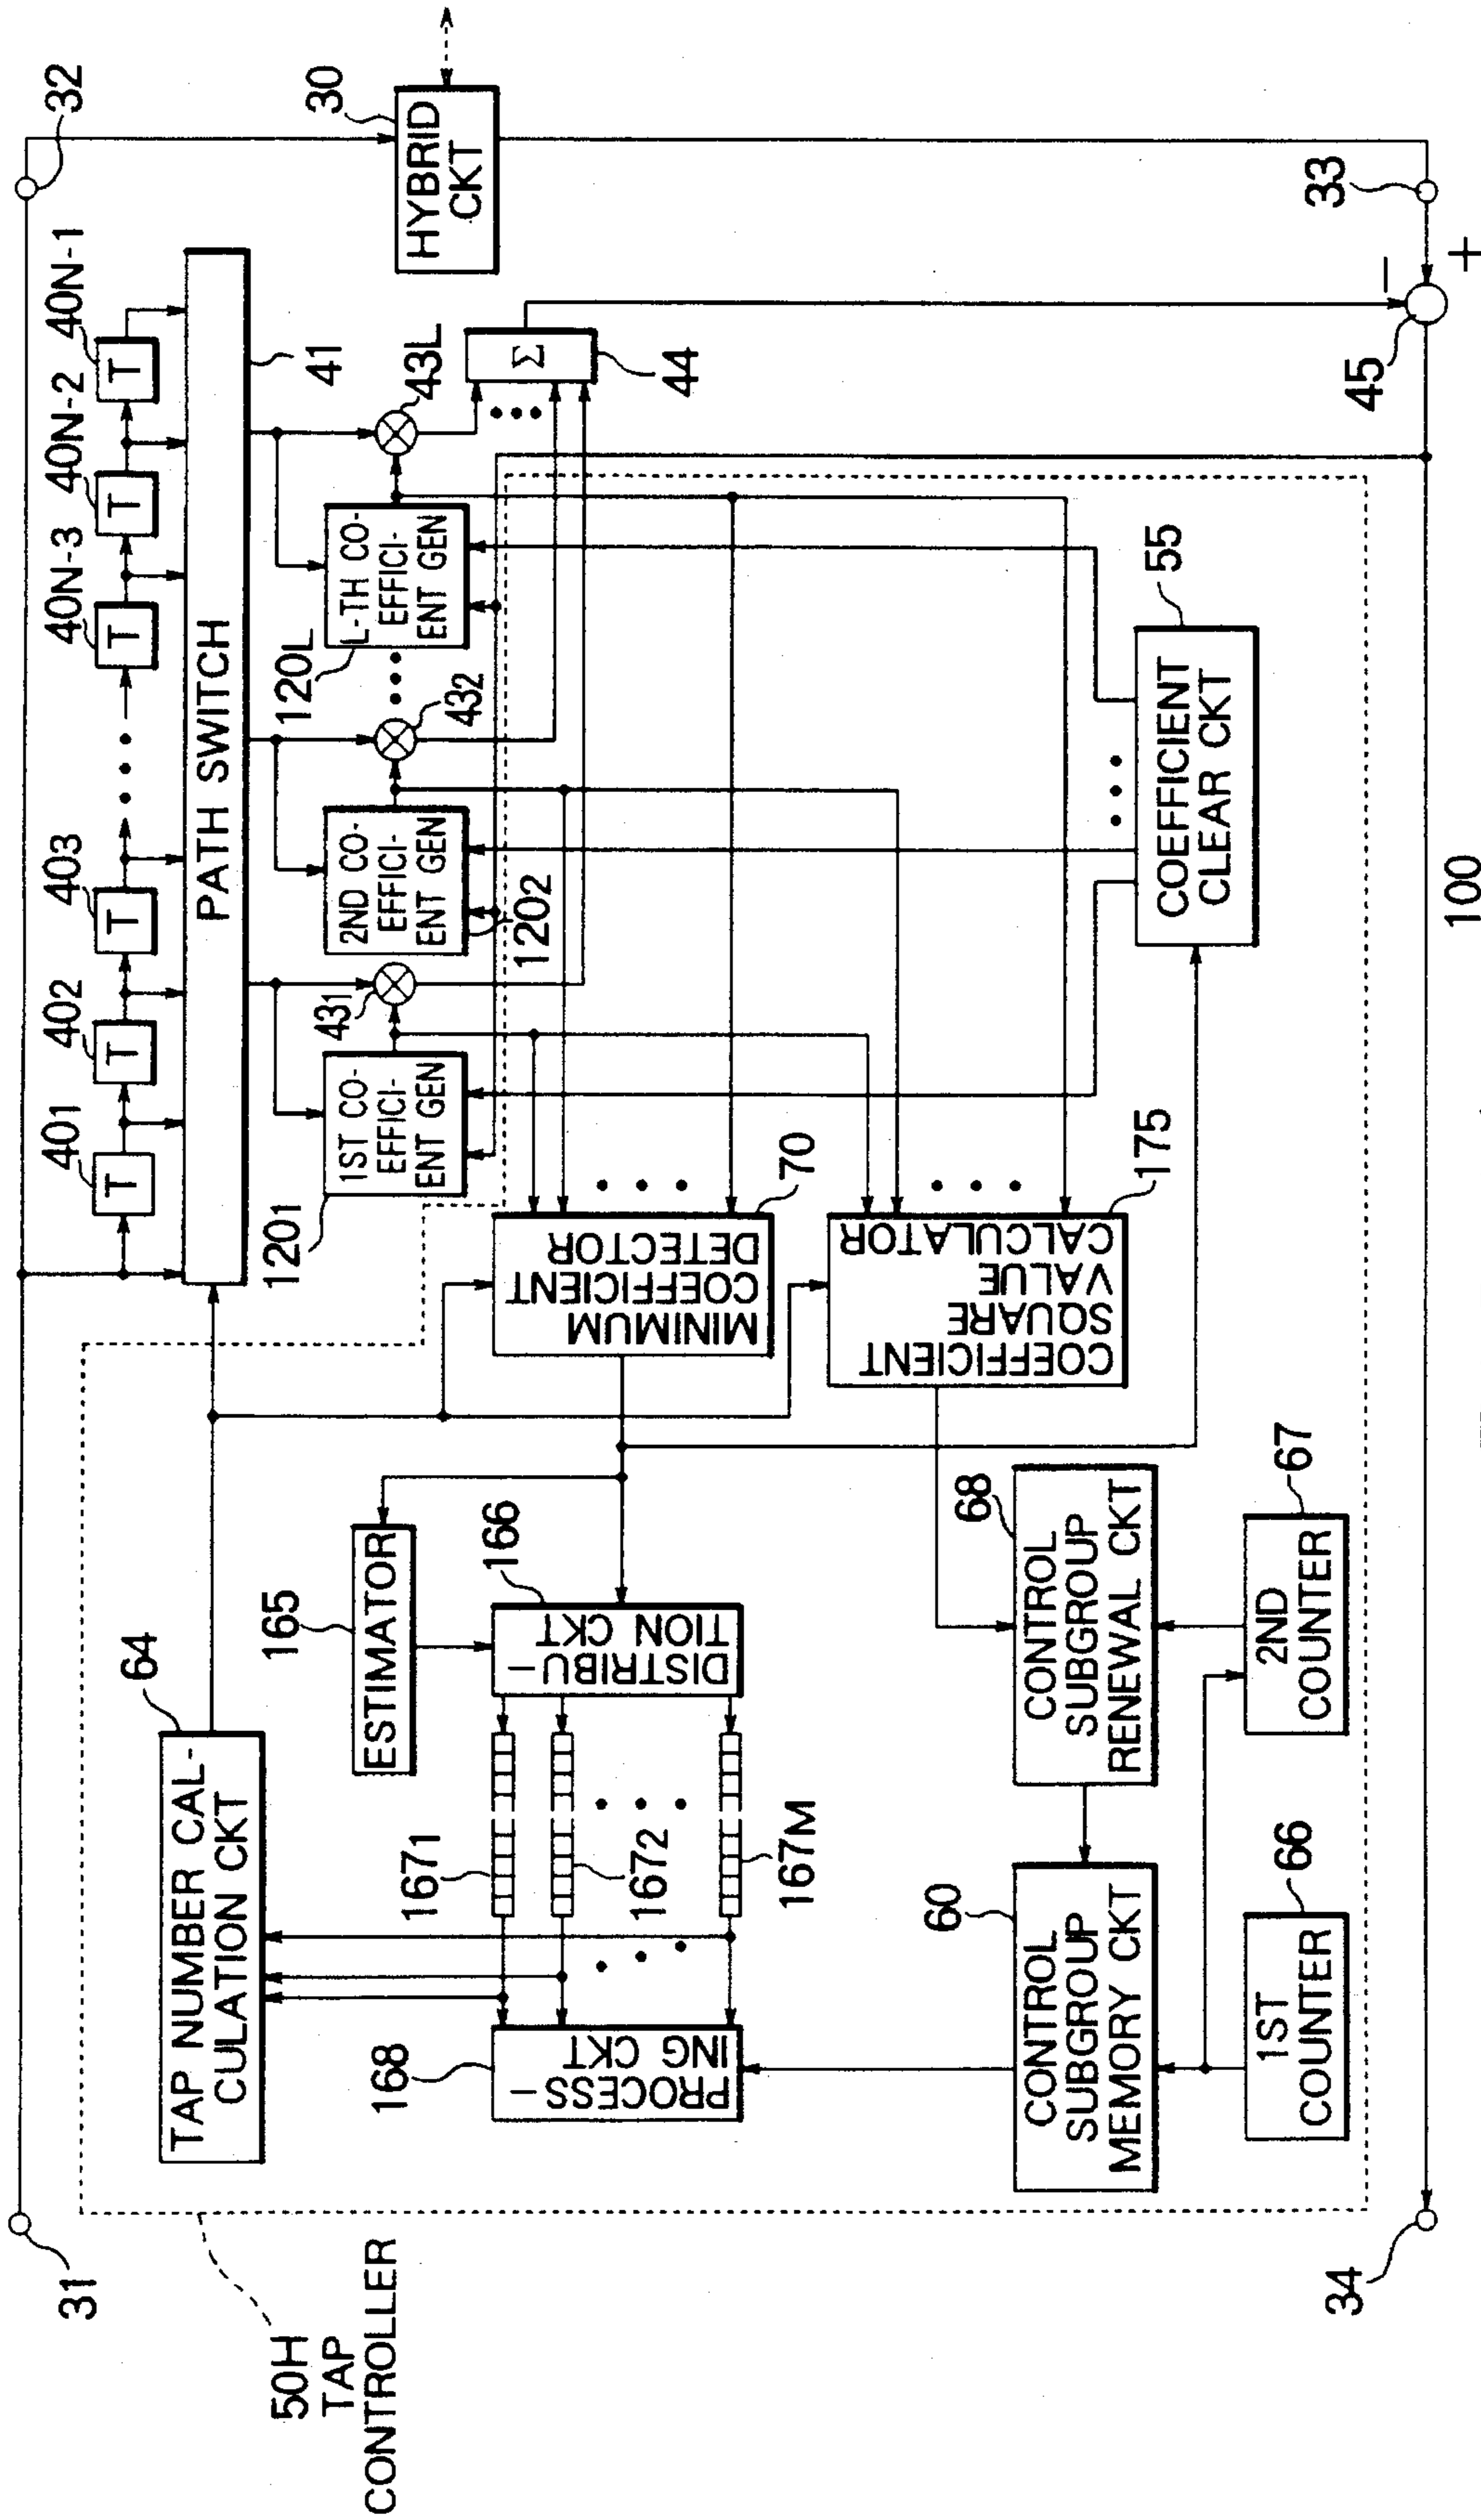 31
32
401
402
403
40N-3
40N-2
40N-1
PATH SWITCH
41
30
HYBRID
CKT
33
1201
1ST CO-
EFFICI-
ENT GEN
431
2ND CO-
EFFICI-
ENT GEN
1202
432
120L
L-TH CO-
EFFICI-
ENT GEN
43L
Σ
44
T
T
T
T
T
T
−
+
45
64
TAP NUMBER CAL-
CULATION CKT
165
ESTIMATOR
166
DISTRIBU-
TION CKT
1671
1672
167M
168
PROCESS-
ING CKT
MINIMUM
COEFFICIENT
DETECTOR
70
COEFFICIENT
SQUARE
VALUE
CALCULATOR
175
COEFFICIENT
CLEAR CKT
55
68
CONTROL
SUBGROUP
RENEWAL CKT
60
CONTROL
SUBGROUP
MEMORY CKT
66
1ST
COUNTER
67
2ND
COUNTER
34
50H
TAP
CONTROLLER
100